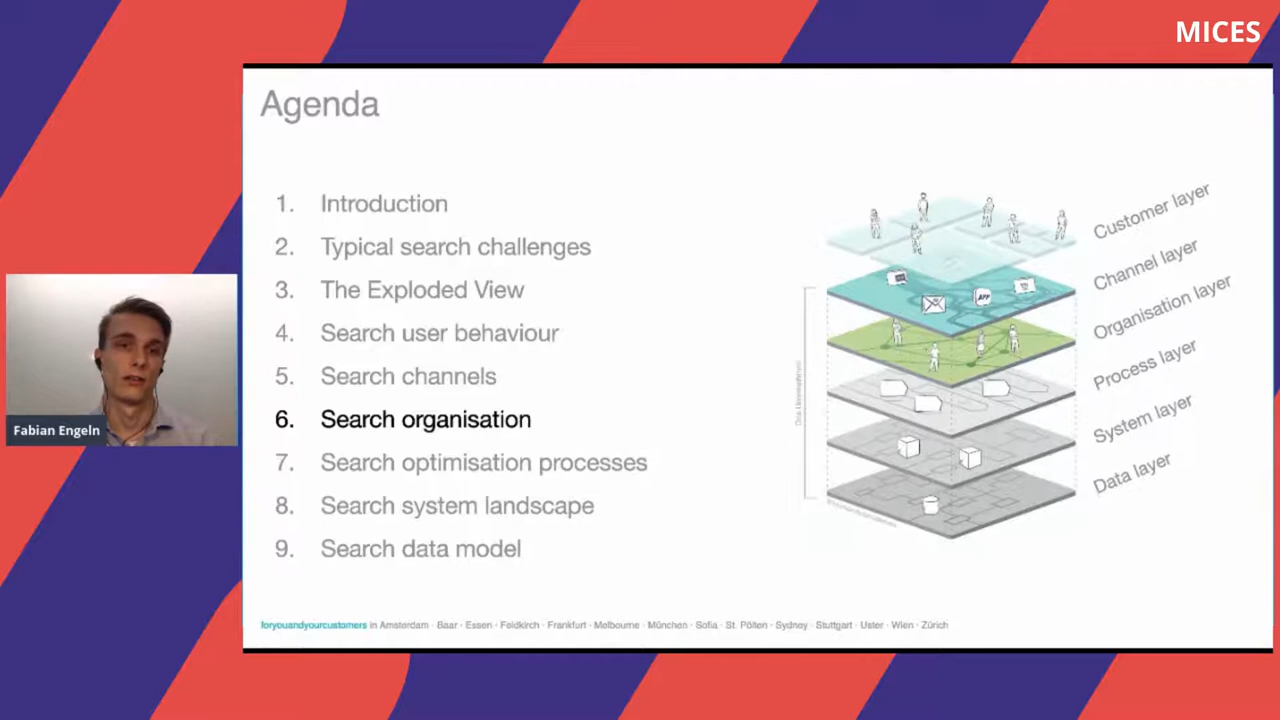 MICES
Agenda
1. Introduction
2. Typical search challenges
3. The Exploded View
4. Search user behaviour
5. Search channels
6. Search organisation
7. Search optimisation processes
8. Search system landscape
9. Search data model
Customer layer
Channel layer
Organisation layer
Process layer
System layer
Data layer
APP
Das Unternehmen
Fabian Engeln
foryouandyourcustomers in Amsterdam · Baar · Essen · Feldkirch · Frankfurt · Melbourne · München · Sofia · St. Pölten · Sydney · Stuttgart · Uster · Wien · Zürich